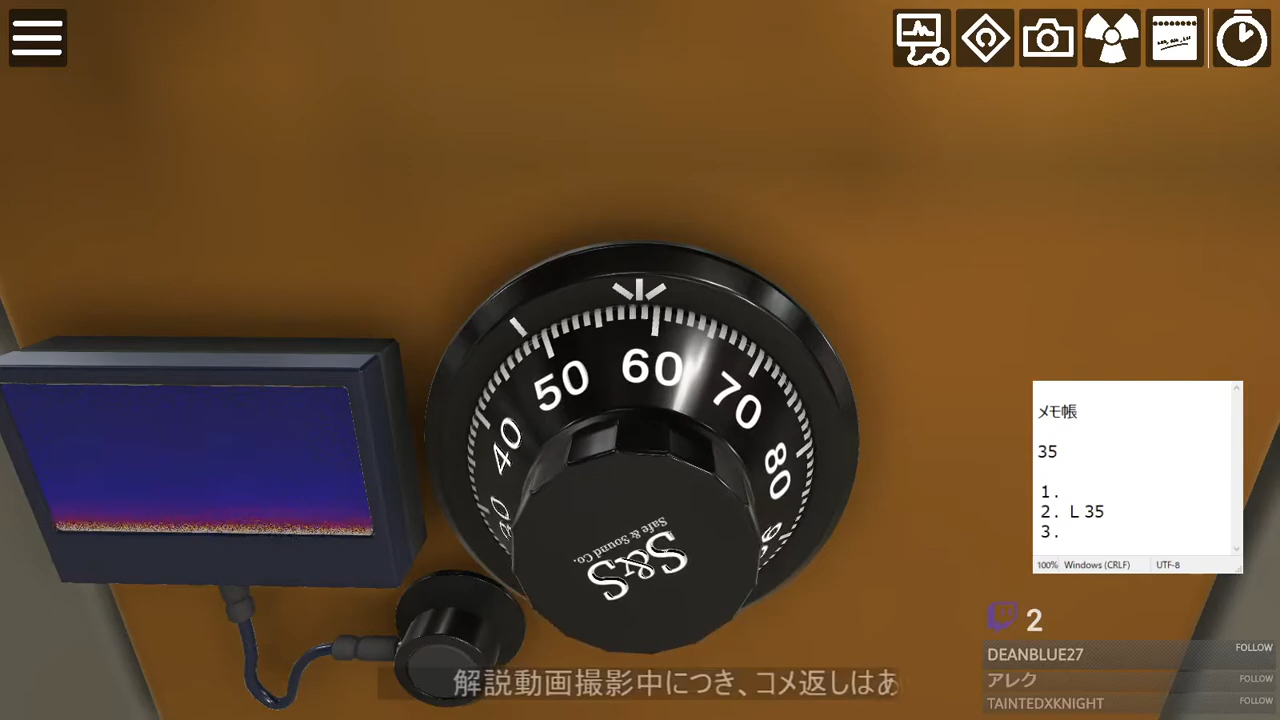 50
60
70
40
80
S&S
Safe & Sound Co.
メモ帳
35
1.
2. L 35
3.
100% Windows (CRLF) UTF-8
2
DEANBLUE27 FOLLOW
アレク FOLLOW
TAINTEDXKNIGHT FOLLOW
解説動画撮影中につき、コメ返しはあ